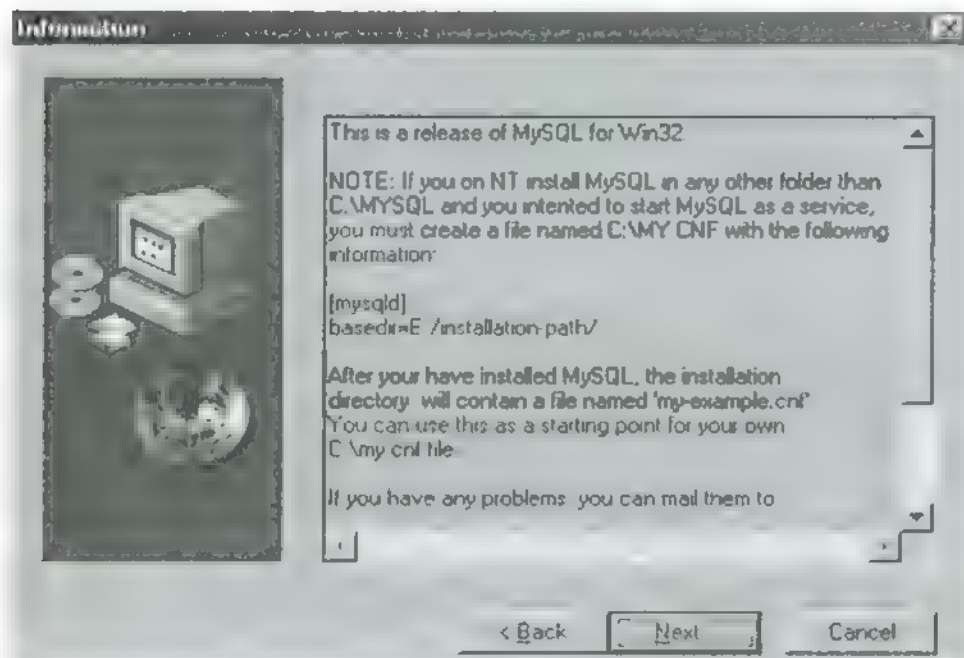 Information
This is a release of MySQL for Win32
NOTE: If you on NT install MySQL in any other folder than
C:\MYSQL and you intented to start MySQL as a service,
you must create a file named C:\MY CNF with the following
information:
[mysqld]
basedir=E /installation-path/
After your have installed MySQL, the installation
directory will contain a file named 'my-example.cnf'
You can use this as a starting point for your own
C \my cnf file
If you have any problems you can mail them to
< Back
Next
Cancel